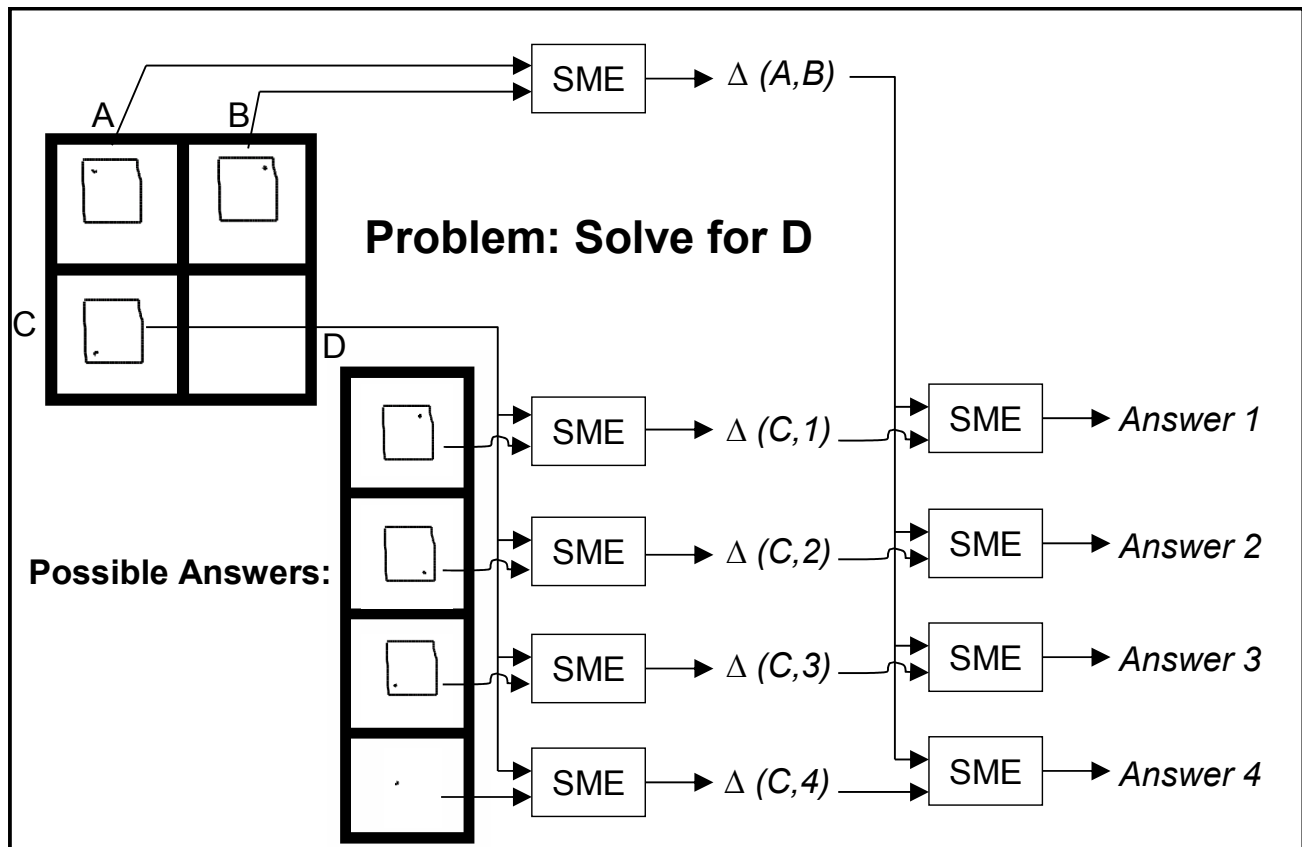 SME
Δ (A,B)
A
B
Problem: Solve for D
C
D
SME
Δ (C,1)
SME
Answer 1
SME
Δ (C,2)
SME
Answer 2
Possible Answers:
SME
Δ (C,3)
SME
Answer 3
SME
Δ (C,4)
SME
Answer 4